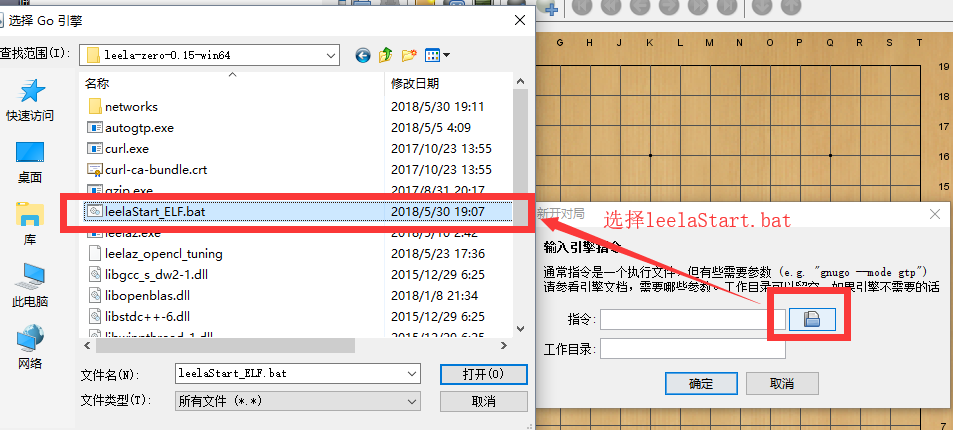 选择 Go 引擎
查找范围(I):
leela-zero-0.15-win64
名称
修改日期
networks
2018/5/30 19:11
autogtp.exe
2018/5/5 4:09
curl.exe
2017/10/23 13:55
curl-ca-bundle.crt
2017/10/23 13:55
gzip.exe
2017/8/31 20:17
leelaStart_ELF.bat
2018/5/30 19:07
leelaz.exe
2018/5/10 2:42
leelaz_opencl_tuning
2018/5/23 17:36
libgcc_s_dw2-1.dll
2015/12/29 6:25
libopenblas.dll
2018/1/8 21:34
libstdc++-6.dll
2015/12/29 6:25
libwinpthread-1.dll
2015/12/29 6:25
快速访问
桌面
库
此电脑
网络
文件名(N):
leelaStart_ELF.bat
打开(O)
文件类型(T):
所有文件 (*.*)
取消
G H J K L M N O P Q R S T
19
18
17
16
15
新开对局
选择leelaStart.bat
输入引擎指令
通常指令是一个执行文件，但有些需要参数 (e.g. "gnugo --mode gtp")
请参看引擎文档，需要哪些参数。工作目录可以留空，如果引擎不需要的话
指令:
工作目录:
确定
取消
7